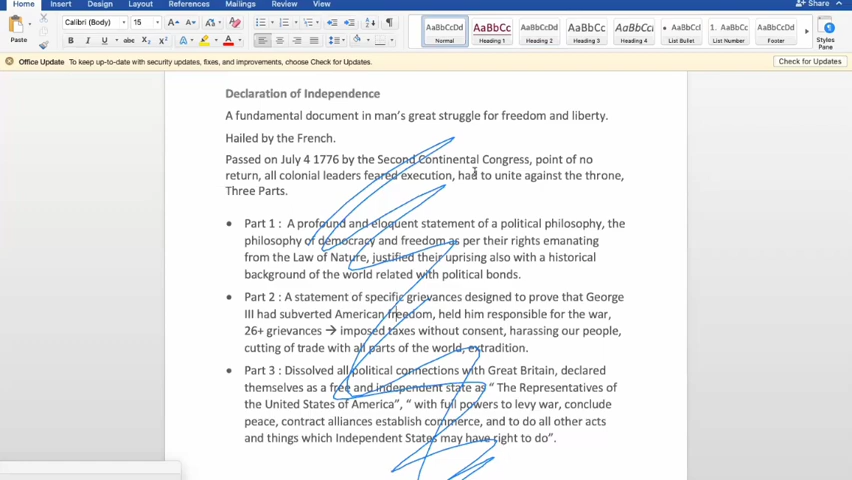 Home Insert Design Layout References Mailings Review View Share
Calibri (Body) 15
Paste
AaBbCcDd AaBbCc AaBbCcDd AaBbCc AaBbCcI AaBbCcDd AaBbCcDd AaBbCcDd
Normal Heading 1 Heading 2 Heading 3 Heading 4 List Bullet List Number Footer Styles Pane
Office Update To keep up-to-date with security updates, fixes, and improvements, choose Check for Updates. Check for Updates
Declaration of Independence
A fundamental document in man's great struggle for freedom and liberty.
Hailed by the French.
Passed on July 4 1776 by the Second Continental Congress, point of no
return, all colonial leaders feared execution, had to unite against the throne,
Three Parts.
• Part 1 : A profound and eloquent statement of a political philosophy, the
philosophy of democracy and freedom as per their rights emanating
from the Law of Nature, justified their uprising also with a historical
background of the world related with political bonds.
• Part 2 : A statement of specific grievances designed to prove that George
III had subverted American freedom, held him responsible for the war,
26+ grievances → imposed taxes without consent, harassing our people,
cutting of trade with all parts of the world, extradition.
• Part 3 : Dissolved all political connections with Great Britain, declared
themselves as a free and independent state as " The Representatives of
the United States of America", " with full powers to levy war, conclude
peace, contract alliances establish commerce, and to do all other acts
and things which Independent States may have right to do".